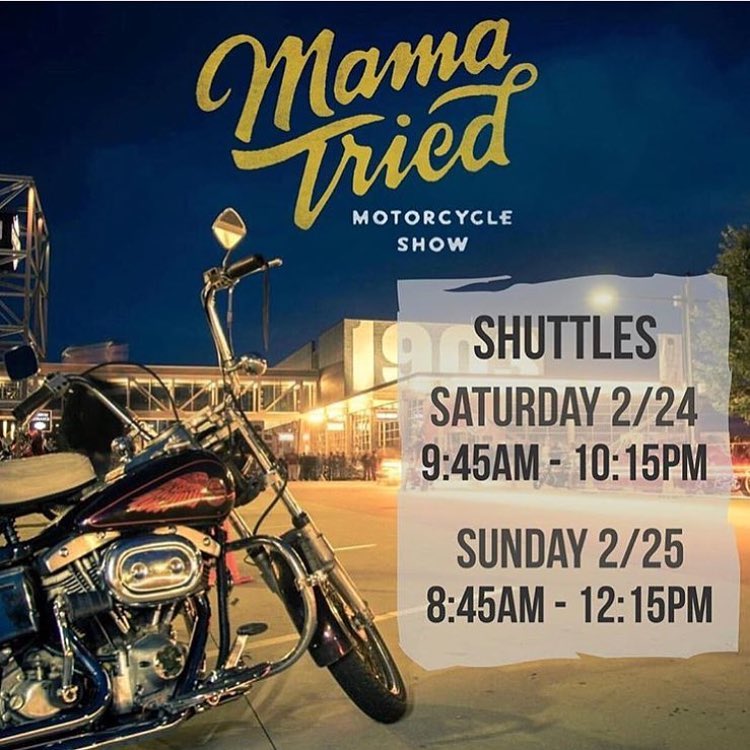 Mama
Tried
MOTORCYCLE
SHOW
1903
SHUTTLES
SATURDAY 2/24
9:45AM - 10:15PM
SUNDAY 2/25
8:45AM - 12:15PM